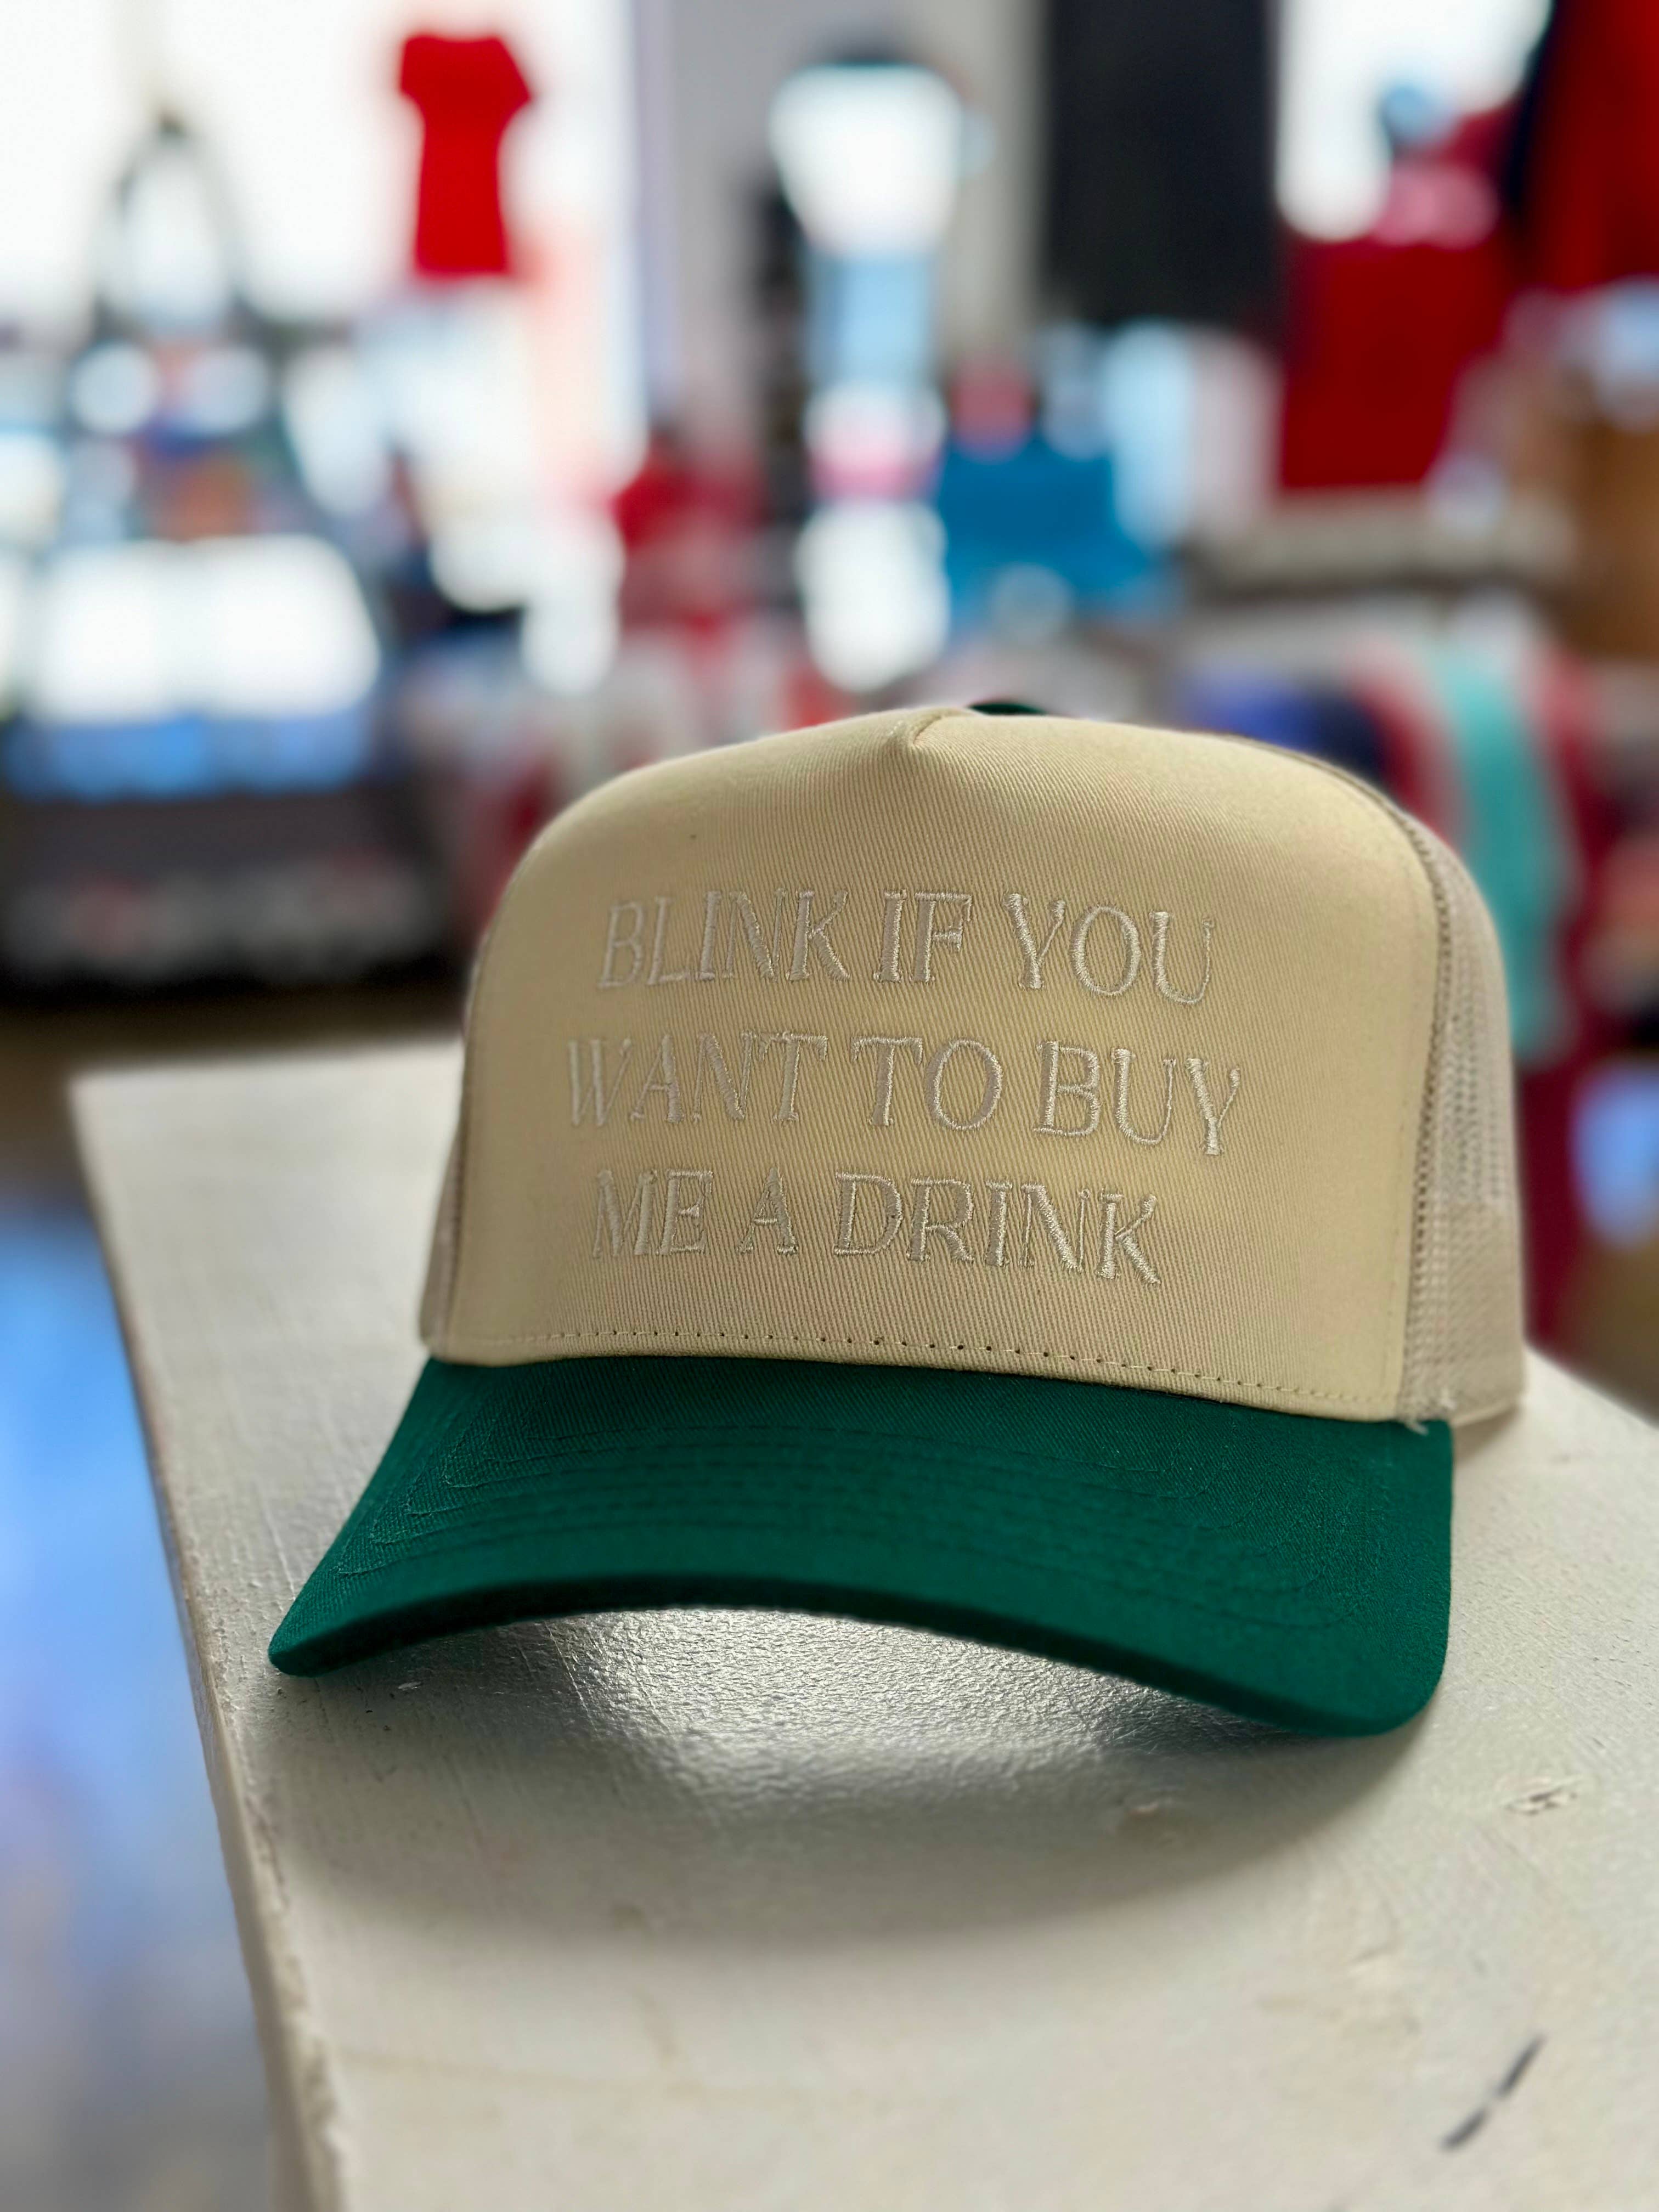 BLINK IF YOU
WANT TO BUY
ME A DRINK